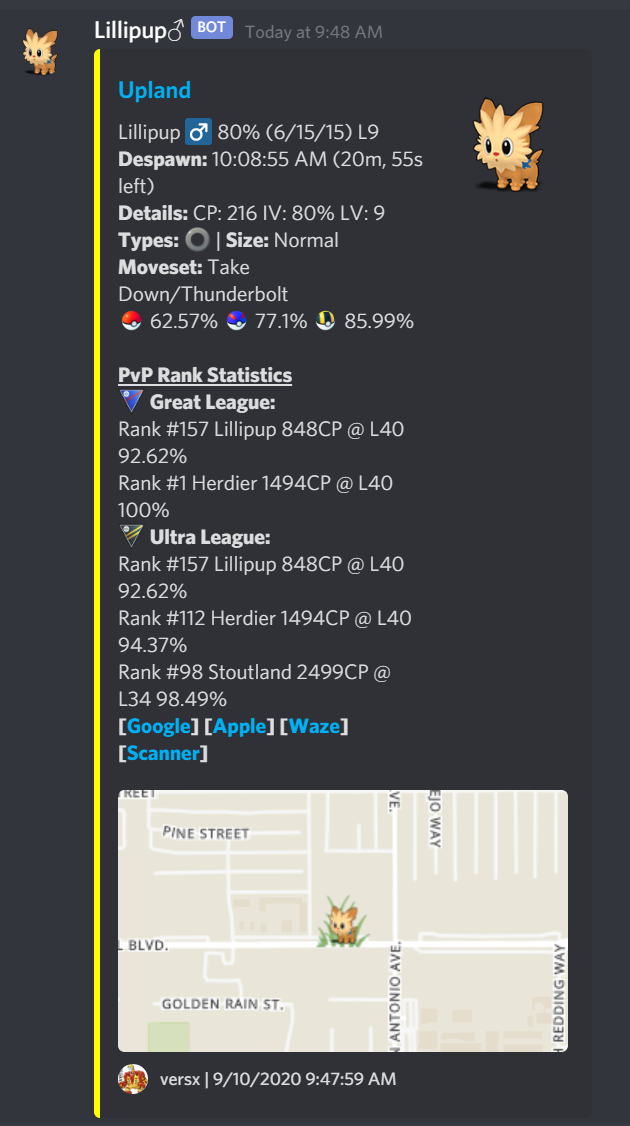 Lillipup♂ BOT Today at 9:48 AM
Upland
Lillipup ♂ 80% (6/15/15) L9
Despawn: 10:08:55 AM (20m, 55s
left)
Details: CP: 216 IV: 80% LV: 9
Types: | Size: Normal
Moveset: Take
Down/Thunderbolt
62.57% 77.1% 85.99%
PvP Rank Statistics
Great League:
Rank #157 Lillipup 848CP @ L40
92.62%
Rank #1 Herdier 1494CP @ L40
100%
Ultra League:
Rank #157 Lillipup 848CP @ L40
92.62%
Rank #112 Herdier 1494CP @ L40
94.37%
Rank #98 Stoutland 2499CP @
L34 98.49%
[Google] [Apple] [Waze]
[Scanner]
REET
VE.
EJO WAY
PINE STREET
L BLVD.
N ANTONIO AVE.
H REDDING WAY
GOLDEN RAIN ST.
versx | 9/10/2020 9:47:59 AM